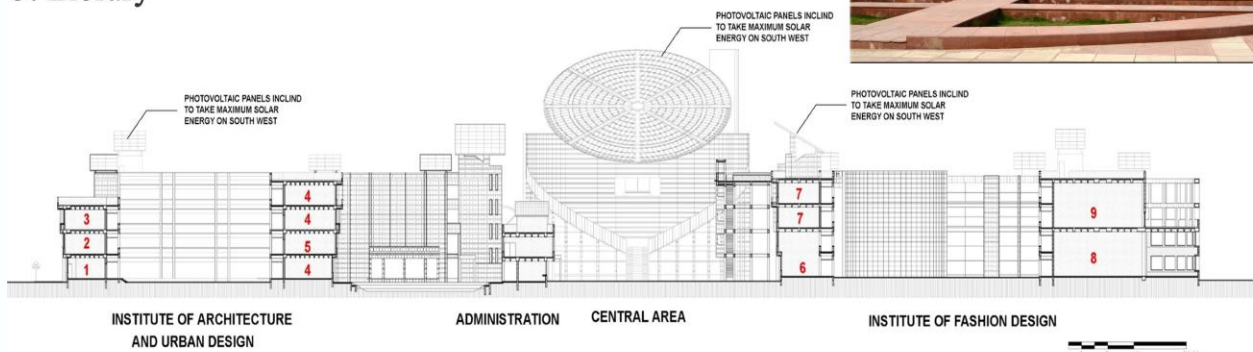 PHOTOVOLTAIC PANELS INCLIND
TO TAKE MAXIMUM SOLAR
ENERGY ON SOUTH WEST
PHOTOVOLTAIC PANELS INCLIND
TO TAKE MAXIMUM SOLAR
ENERGY ON SOUTH WEST
PHOTOVOLTAIC PANELS INCLIND
TO TAKE MAXIMUM SOLAR
ENERGY ON SOUTH WEST
4
7
3
4
7
9
2
5
1
4
6
8
INSTITUTE OF ARCHITECTURE
AND URBAN DESIGN
ADMINISTRATION
CENTRAL AREA
INSTITUTE OF FASHION DESIGN